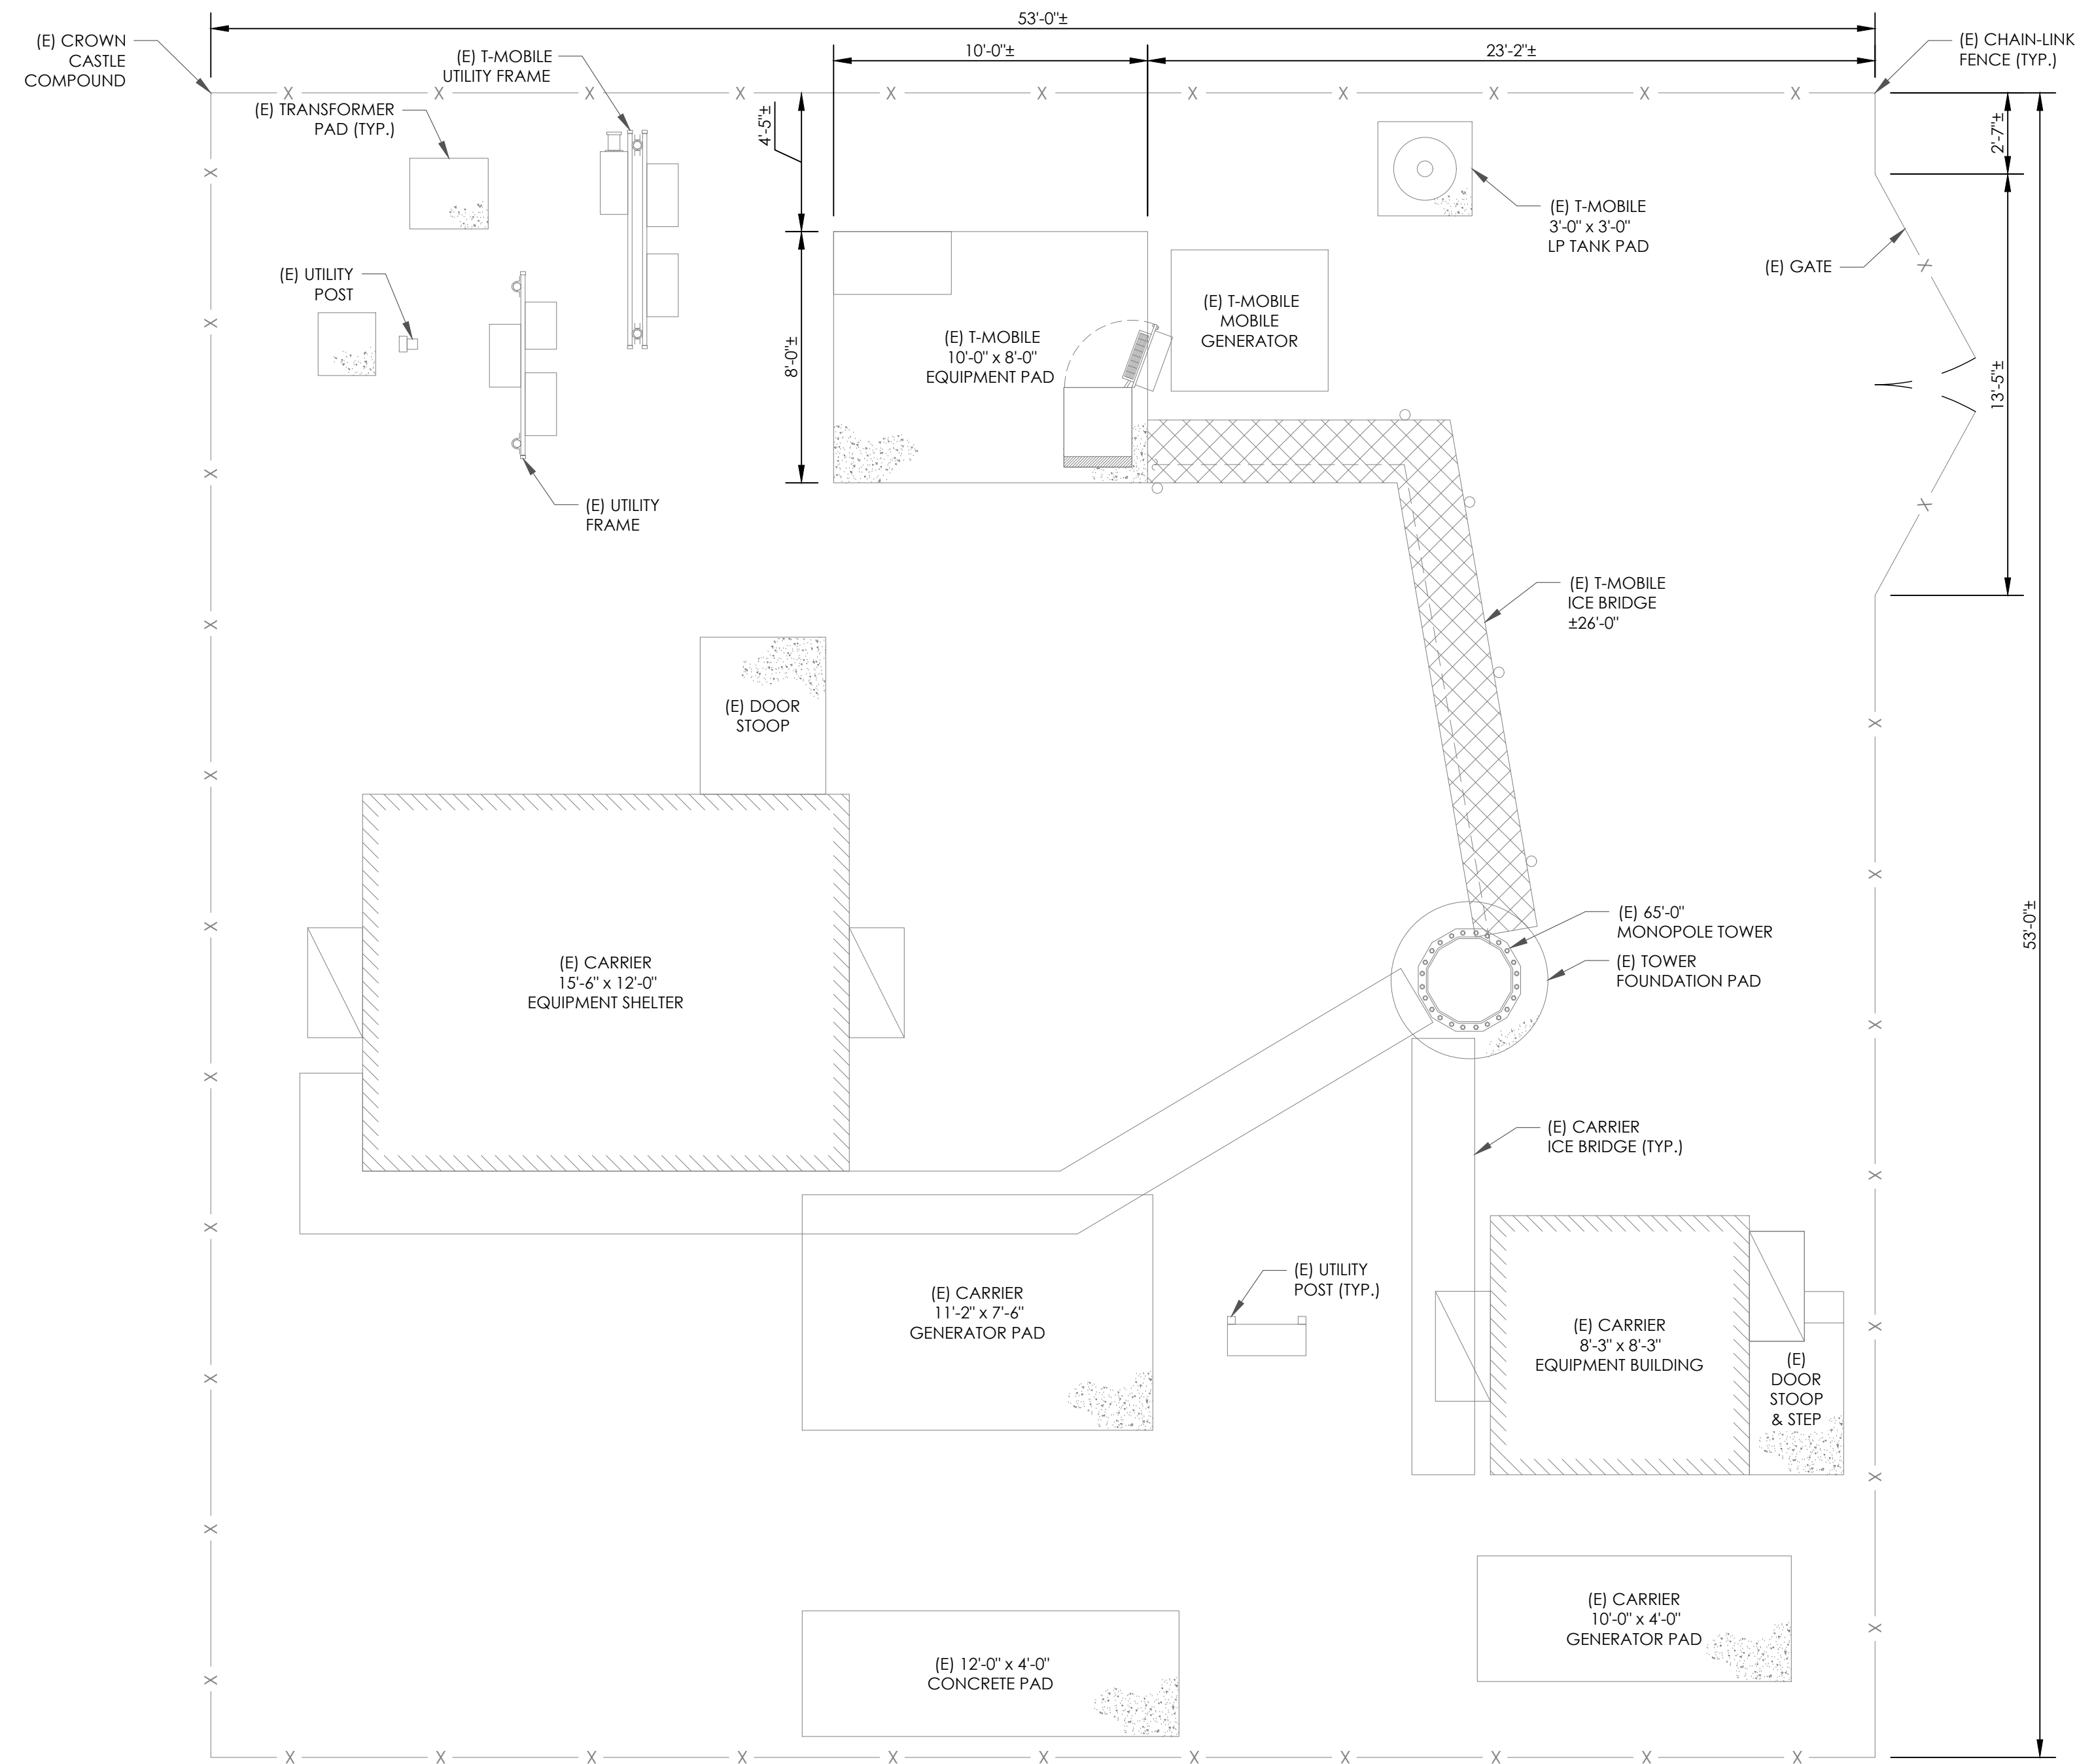 53'-0"±
(E) CROWN
CASTLE
COMPOUND
(E) T-MOBILE
UTILITY FRAME
10'-0"±
23'-2"±
(E) CHAIN-LINK
FENCE (TYP.)
(E) TRANSFORMER
PAD (TYP.)
4'-5"±
2'-7"±
(E) T-MOBILE
3'-0" x 3'-0"
LP TANK PAD
(E) GATE
(E) UTILITY
POST
(E) T-MOBILE
MOBILE
GENERATOR
(E) T-MOBILE
10'-0" x 8'-0"
EQUIPMENT PAD
8'-0"±
13'-5"±
(E) UTILITY
FRAME
(E) T-MOBILE
ICE BRIDGE
±26'-0"
(E) DOOR
STOOP
(E) 65'-0"
MONOPOLE TOWER
(E) TOWER
FOUNDATION PAD
53'-0"±
(E) CARRIER
15'-6" x 12'-0"
EQUIPMENT SHELTER
(E) CARRIER
ICE BRIDGE (TYP.)
(E) UTILITY
POST (TYP.)
(E) CARRIER
11'-2" x 7'-6"
GENERATOR PAD
(E) CARRIER
8'-3" x 8'-3"
EQUIPMENT BUILDING
(E)
DOOR
STOOP
& STEP
(E) CARRIER
10'-0" x 4'-0"
GENERATOR PAD
(E) 12'-0" x 4'-0"
CONCRETE PAD